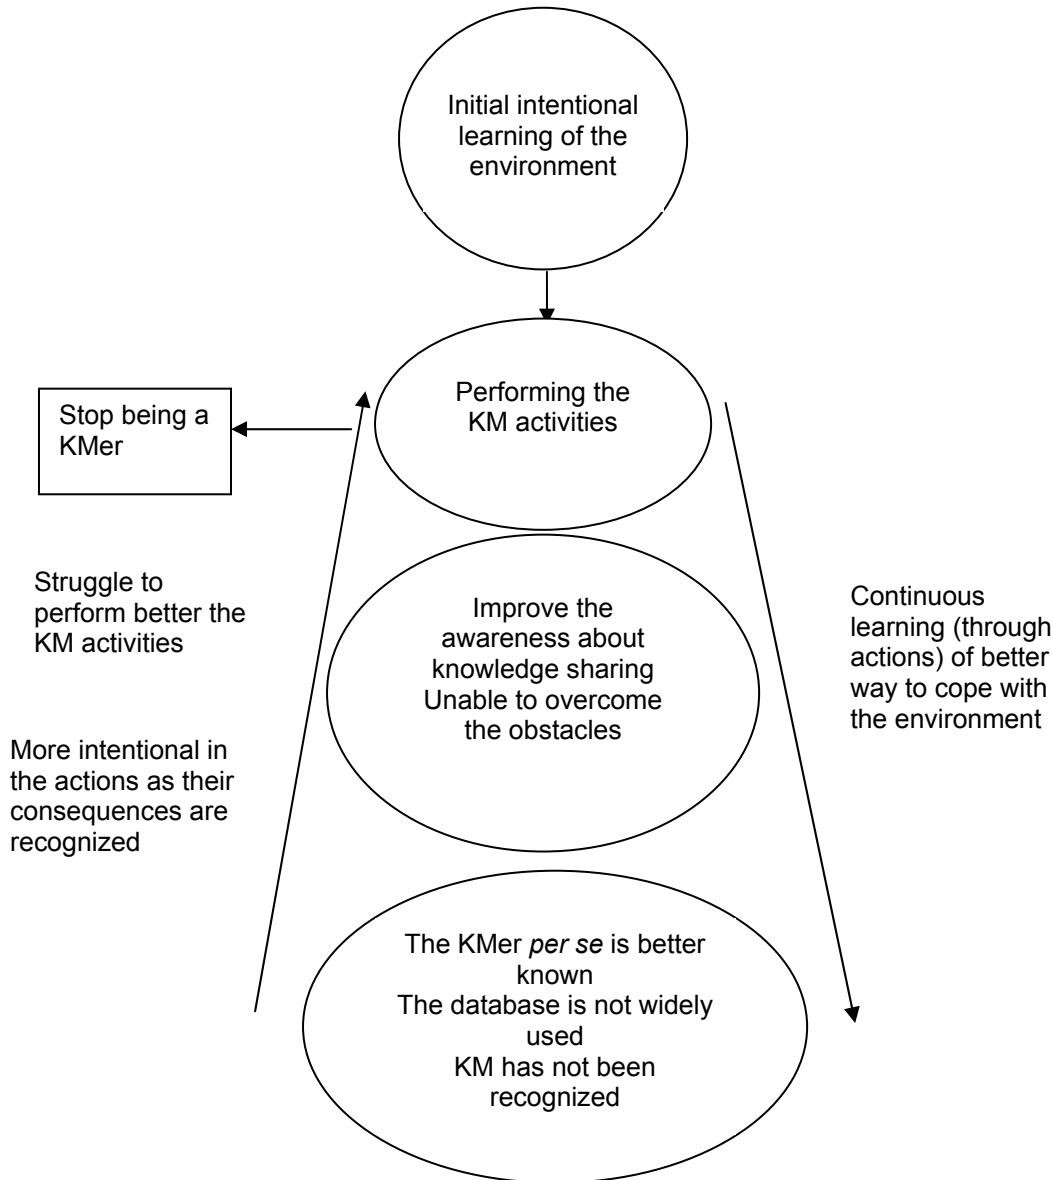 Initial intentional
learning of the
environment
Performing the
KM activities
Stop being a
KMer
Struggle to
perform better the
KM activities
Improve the
awareness about
knowledge sharing
Unable to overcome
the obstacles
Continuous
learning (through
actions) of better
way to cope with
the environment
More intentional in
the actions as their
consequences are
recognized
The KMer per se is better
known
The database is not widely
used
KM has not been
recognized